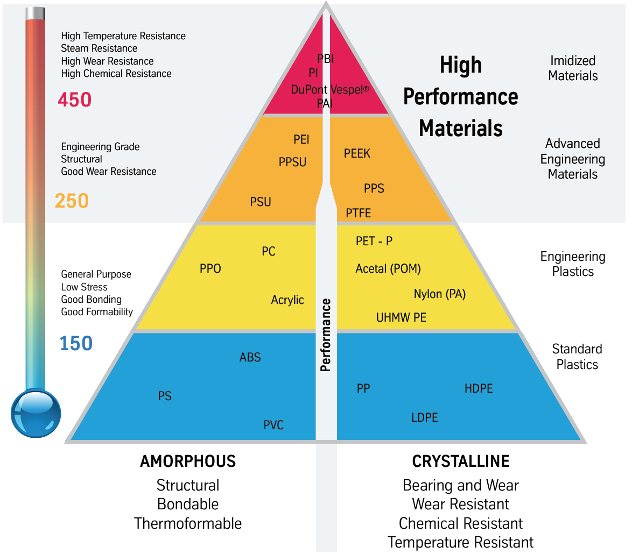 High Temperature Resistance
Steam Resistance
High Wear Resistance
High Chemical Resistance
450
Engineering Grade
Structural
Good Wear Resistance
250
General Purpose
Low Stress
Good Bonding
Good Formability
150
High
Performance
Materials
Imidized
Materials
Advanced
Engineering
Materials
Engineering
Plastics
Standard
Plastics
PBI
PI
DuPont Vespel®
PAI
PEI
PPSU
PSU
PEEK
PPS
PTFE
PC
PPO
Acrylic
PET - P
Acetal (POM)
Nylon (PA)
UHMW PE
Performance
ABS
PS
PVC
PP
HDPE
LDPE
AMORPHOUS
Structural
Bondable
Thermoformable
CRYSTALLINE
Bearing and Wear
Wear Resistant
Chemical Resistant
Temperature Resistant